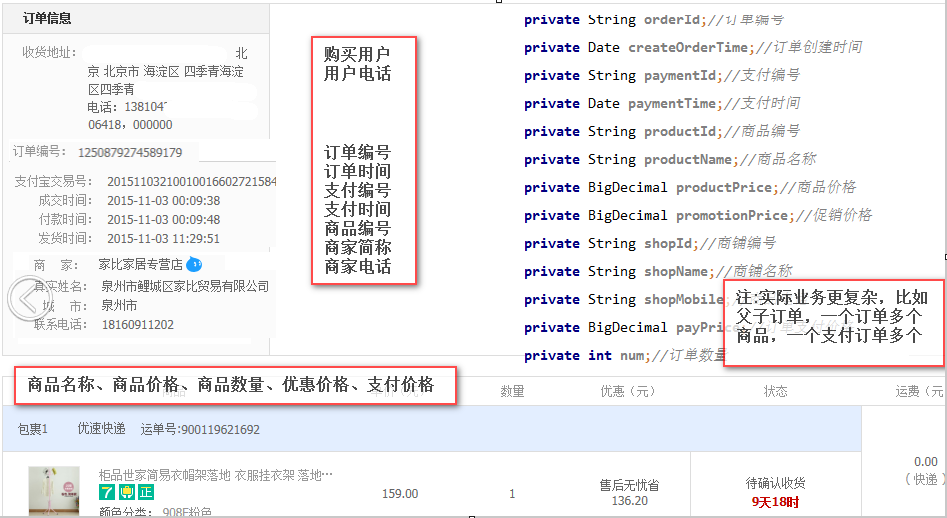 订单信息
收货地址： 北
京 北京市 海淀区 四季青海淀
区四季青
电话：138104
06418，000000
订单编号： 1250879274589179
支付宝交易号： 2015110321001001660272158
成交时间： 2015-11-03 00:09:38
付款时间： 2015-11-03 00:09:48
发货时间： 2015-11-03 11:29:51
商 家： 家比家居专营店
真实姓名： 泉州市鲤城区家比贸易有限公司
城 市： 泉州市
联系电话： 18160911202
购买用户
用户电话
订单编号
订单时间
支付编号
支付时间
商品编号
商家简称
商家电话
private String orderId;//订单编号
private Date createOrderTime;//订单创建时间
private String paymentId;//支付编号
private Date paymentTime;//支付时间
private String productId;//商品编号
private String productName;//商品名称
private BigDecimal productPrice;//商品价格
private BigDecimal promotionPrice;//促销价格
private String shopId;//商铺编号
private String shopName;//商铺名称
private String shopMobile;
private BigDecimal payPrice
private int num;//订单数量
注:实际业务更复杂，比如
父子订单，一个订单多个
商品，一个支付订单多个
商品名称、商品价格、商品数量、优惠价格、支付价格
商品 单价（元） 数量 优惠（元） 状态 运费（元
包裹1 优速快递 运单号:900119621692
柜品世家简易衣帽架落地 衣服挂衣架 落地…
7 正
颜色分类： 908F粉色
159.00
1
售后无忧省
136.20
待确认收货
9天18时
0.00
（快递